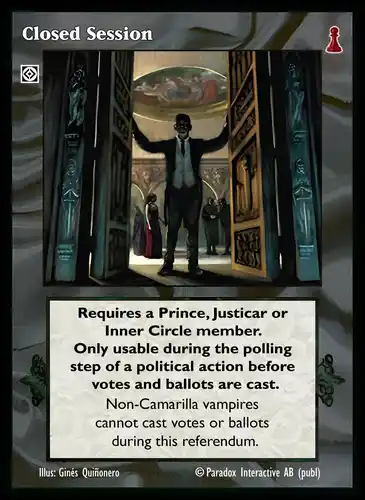 Closed Session
Requires a Prince, Justicar or
Inner Circle member.
Only usable during the polling
step of a political action before
votes and ballots are cast.
Non-Camarilla vampires
cannot cast votes or ballots
during this referendum.
Illus: Ginés Quiñonero © Paradox Interactive AB (publ)